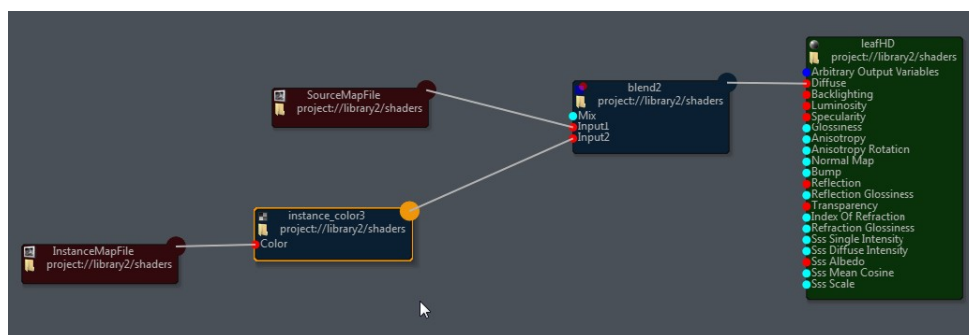 SourceMapFile
project://library2/shaders
InstanceMapFile
project://library2/shaders
instance_color3
project://library2/shaders
Color
blend2
project://library2/shaders
Mix
Input1
Input2
leafHD
project://library2/shaders
Arbitrary Output Variables
Diffuse
Backlighting
Luminosity
Specularity
Glossiness
Anisotropy
Anisotropy Rotation
Normal Map
Bump
Reflection
Reflection Glossiness
Transparency
Index Of Refraction
Refraction Glossiness
Sss Single Intensity
Sss Diffuse Intensity
Sss Albedo
Sss Mean Cosine
Sss Scale